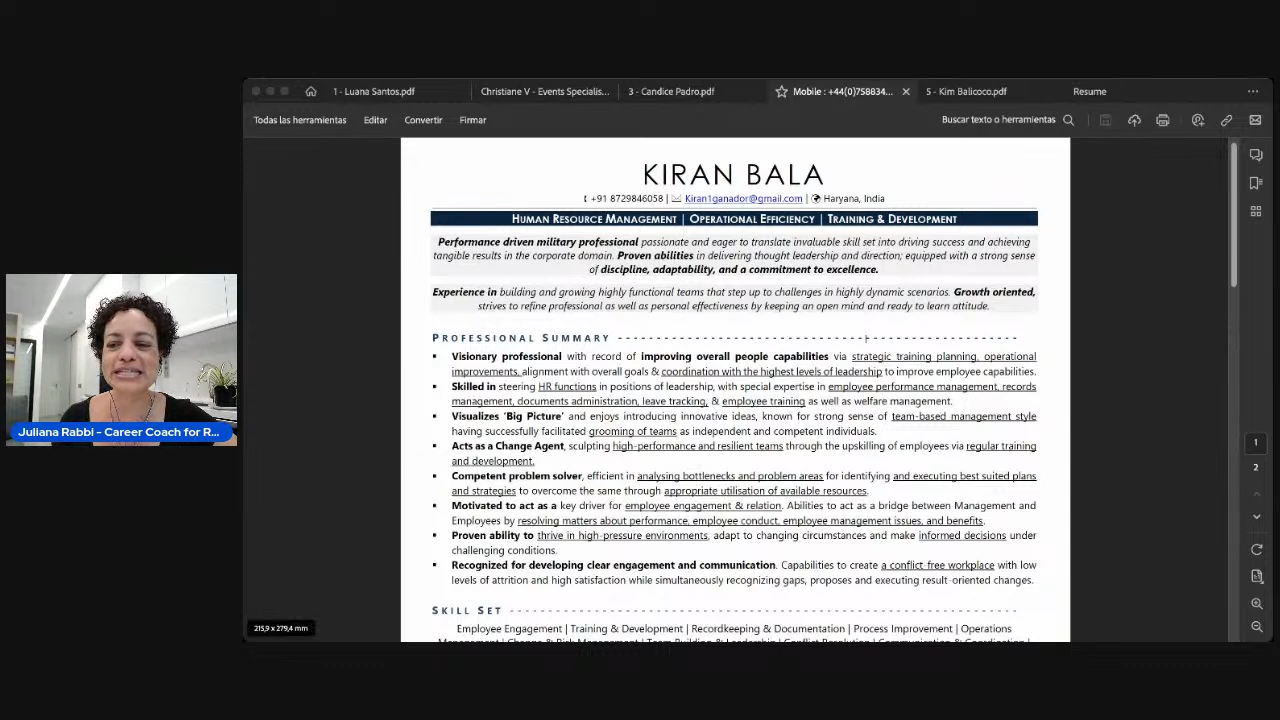 1 - Luana Santos.pdf
Christiane V - Events Specialis...
3 - Candice Padro.pdf
Mobile : +44(0)758834...
5 - Kim Balicoco.pdf
Resume
Todas las herramientas
Editar
Convertir
Firmar
Buscar texto o herramientas
KIRAN BALA
+91 8729846058 | Kiran1ganador@gmail.com | Haryana, India
HUMAN RESOURCE MANAGEMENT | OPERATIONAL EFFICIENCY | TRAINING & DEVELOPMENT
Performance driven military professional passionate and eager to translate invaluable skill set into driving success and achieving
tangible results in the corporate domain. Proven abilities in delivering thought leadership and direction; equipped with a strong sense
of discipline, adaptability, and a commitment to excellence.
Experience in building and growing highly functional teams that step up to challenges in highly dynamic scenarios. Growth oriented,
strives to refine professional as well as personal effectiveness by keeping an open mind and ready to learn attitude.
PROFESSIONAL SUMMARY
Visionary professional with record of improving overall people capabilities via strategic training planning, operational
improvements, alignment with overall goals & coordination with the highest levels of leadership to improve employee capabilities.
Skilled in steering HR functions in positions of leadership, with special expertise in employee performance management, records
management, documents administration, leave tracking, & employee training as well as welfare management.
Visualizes 'Big Picture' and enjoys introducing innovative ideas, known for strong sense of team-based management style
having successfully facilitated grooming of teams as independent and competent individuals.
Acts as a Change Agent, sculpting high-performance and resilient teams through the upskilling of employees via regular training
and development.
Competent problem solver, efficient in analysing bottlenecks and problem areas for identifying and executing best suited plans
and strategies to overcome the same through appropriate utilisation of available resources.
Motivated to act as a key driver for employee engagement & relation. Abilities to act as a bridge between Management and
Employees by resolving matters about performance, employee conduct, employee management issues, and benefits.
Proven ability to thrive in high-pressure environments, adapt to changing circumstances and make informed decisions under
challenging conditions.
Recognized for developing clear engagement and communication. Capabilities to create a conflict-free workplace with low
levels of attrition and high satisfaction while simultaneously recognizing gaps, proposes and executing result-oriented changes.
SKILL SET
Employee Engagement | Training & Development | Recordkeeping & Documentation | Process Improvement | Operations
Management | Change & Risk Management | Team Building & Leadership | Conflict Resolution | Communication & Coordination |
1
2
215,9 x 279,4 mm
Juliana Rabbi - Career Coach for R...